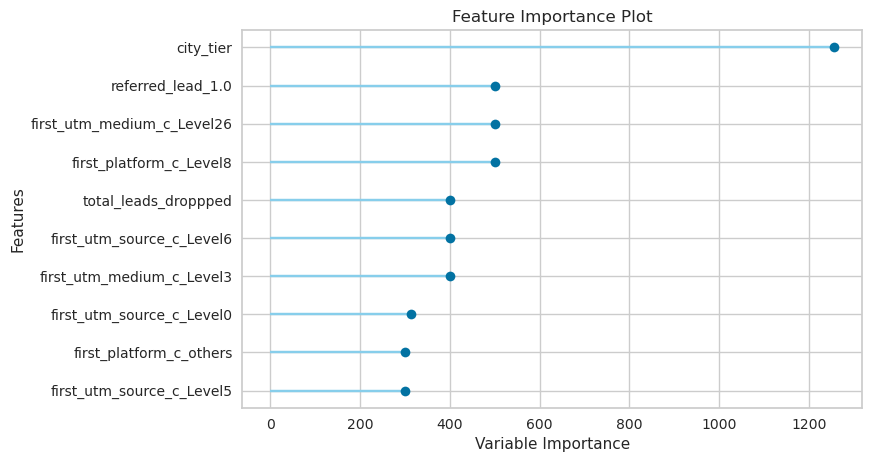 Feature Importance Plot
city_tier
referred_lead_1.0
first_utm_medium_c_Level26
first_platform_c_Level8
total_leads_droppped
first_utm_source_c_Level6
first_utm_medium_c_Level3
first_utm_source_c_Level0
first_platform_c_others
first_utm_source_c_Level5
Features
0 200 400 600 800 1000 1200
Variable Importance